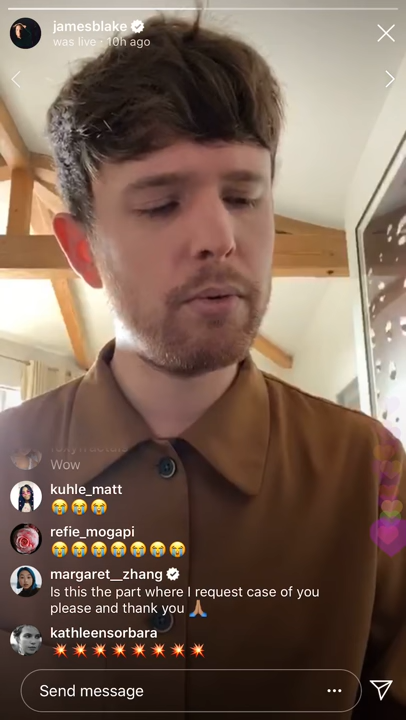 jamesblake
was live · 10h ago
Wow
kuhle_matt
😭😭😭
refie_mogapi
😭😭😭😭😭😭😭
margaret__zhang
Is this the part where I request case of you
please and thank you 🙏🏽
kathleensorbara
💥💥💥💥💥💥💥💥
Send message